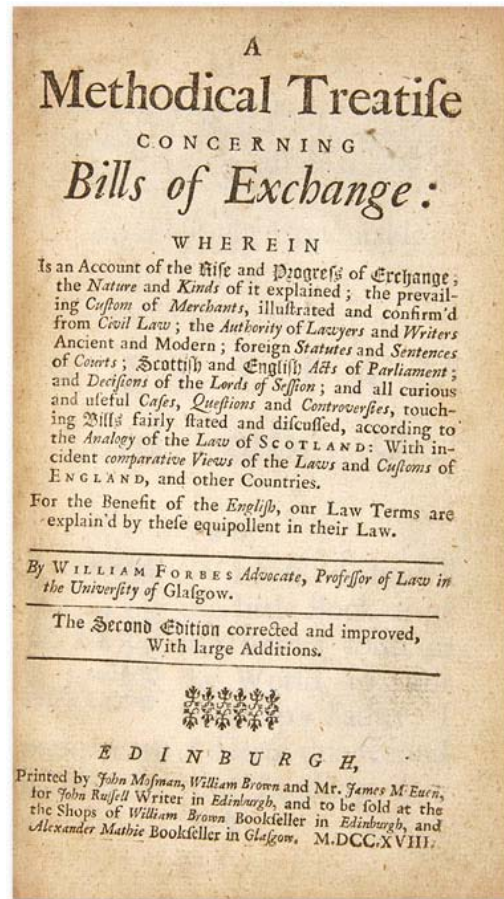 A
Methodical Treatiſe
CONCERNING
Bills of Exchange:
WHEREIN
Is an Account of the Riſe and Progreſs of Exchange;
the Nature and Kinds of it explained; the prevail-
ing Cuſtom of Merchants, illuſtrated and confirm'd
from Civil Law; the Authority of Lawyers and Writers
Ancient and Modern; foreign Statutes and Sentences
of Courts; Scottiſh and Engliſh Acts of Parliament;
and Deciſions of the Lords of Seſſion; and all curious
and uſeful Caſes, Queſtions and Controverſies, touch-
ing Bills fairly ſtated and diſcuſſed, according to
the Analogy of the Law of SCOTLAND: With in-
cident comparative Views of the Laws and Cuſtoms of
ENGLAND, and other Countries.
For the Benefit of the Engliſh, our Law Terms are
explain'd by theſe equipollent in their Law.
By WILLIAM FORBES Advocate, Profeſſor of Law in
the Univerſity of Glaſgow.
The Second Edition corrected and improved,
With large Additions.
EDINBURGH,
Printed by John Moſman, William Brown and Mr. James M'Euen,
for John Ruſſell Writer in Edinburgh, and to be ſold at the
the Shops of William Brown Bookſeller in Edinburgh, and
Alexander Mathie Bookſeller in Glaſgow. M.DCC.XVIII.